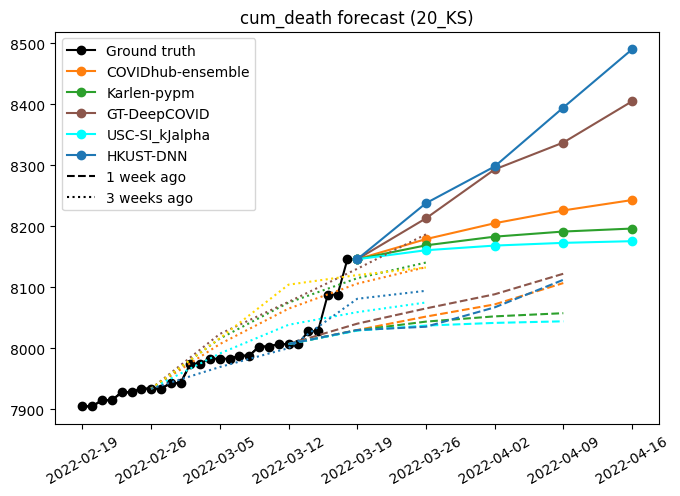 cum_death forecast (20_KS)
8500
8400
8300
8200
8100
8000
7900
Ground truth
COVIDhub-ensemble
Karlen-pypm
GT-DeepCOVID
USC-SI_kJalpha
HKUST-DNN
1 week ago
3 weeks ago
2022-02-19
2022-02-26
2022-03-05
2022-03-12
2022-03-19
2022-03-26
2022-04-02
2022-04-09
2022-04-16